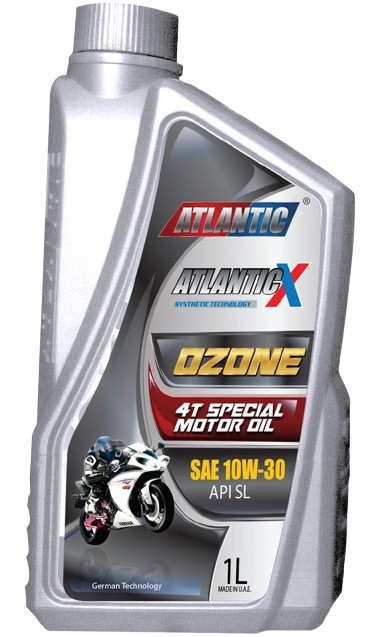 ATLANTIC ®
ATLANTIC X
SYNTHETIC TECHNOLOGY
OZONE
4T SPECIAL
MOTOR OIL
SAE 10W-30
API SL
YAMAHA
1L
MADE IN U.A.E.
German Technology